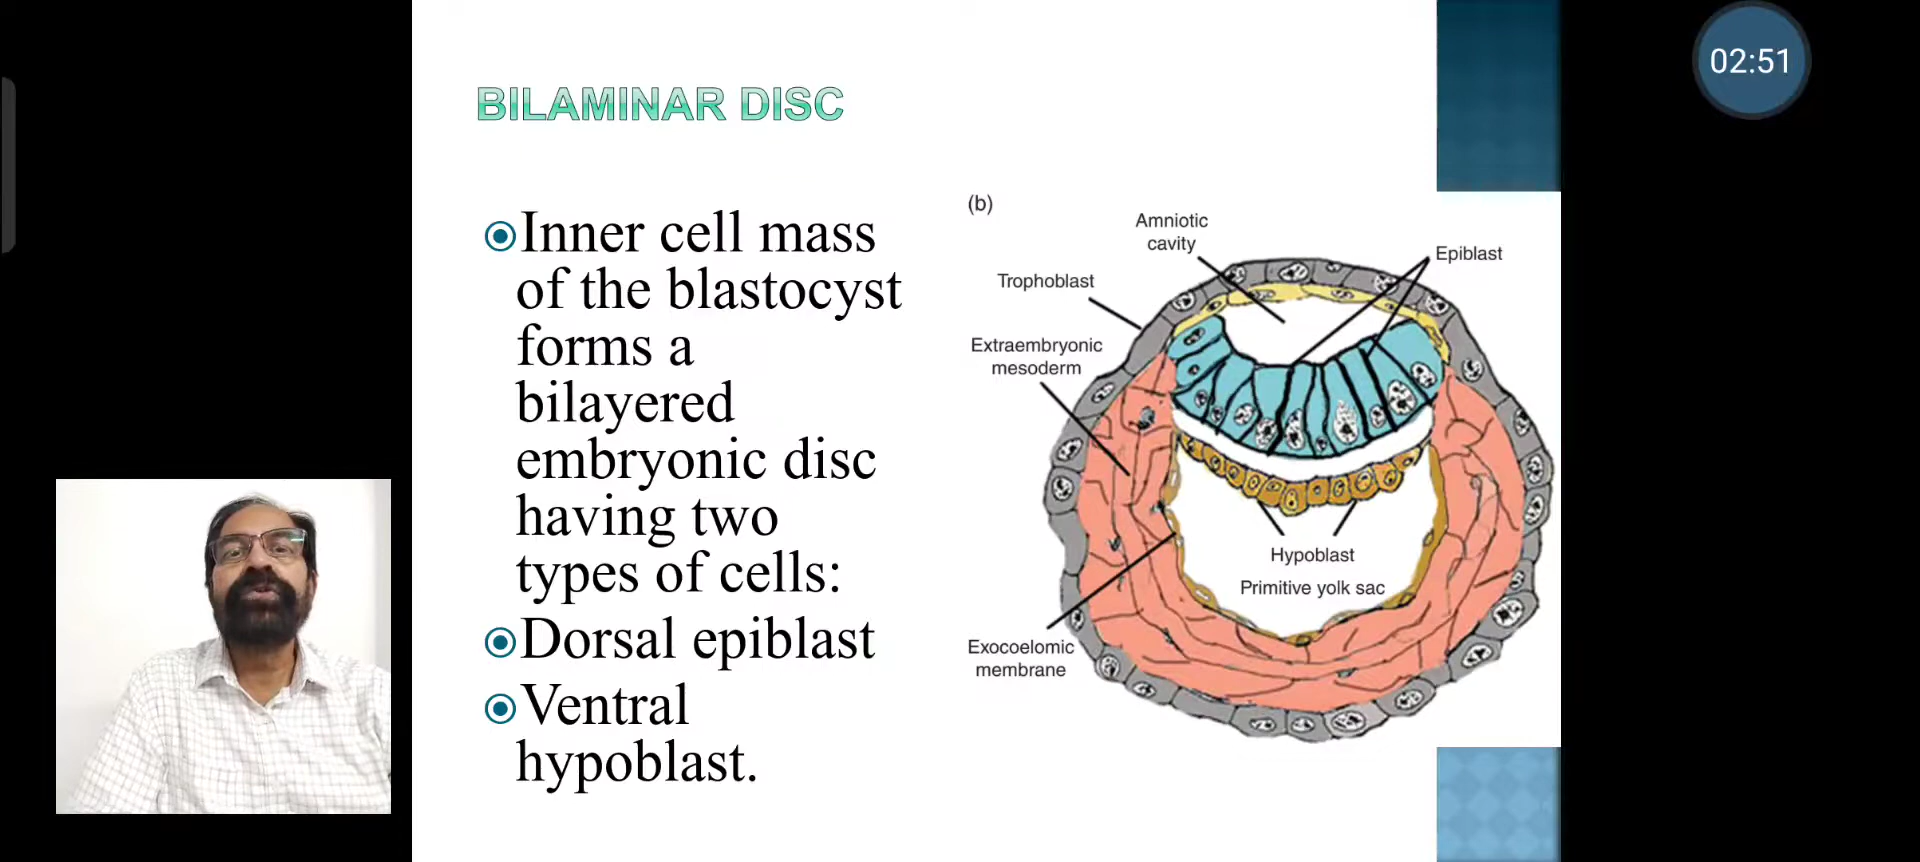 02:51
BILAMINAR DISC
Inner cell mass
of the blastocyst
forms a
bilayered
embryonic disc
having two
types of cells:
Dorsal epiblast
Ventral
hypoblast.
(b)
Amniotic
cavity
Epiblast
Trophoblast
Extraembryonic
mesoderm
Hypoblast
Primitive yolk sac
Exocoelomic
membrane